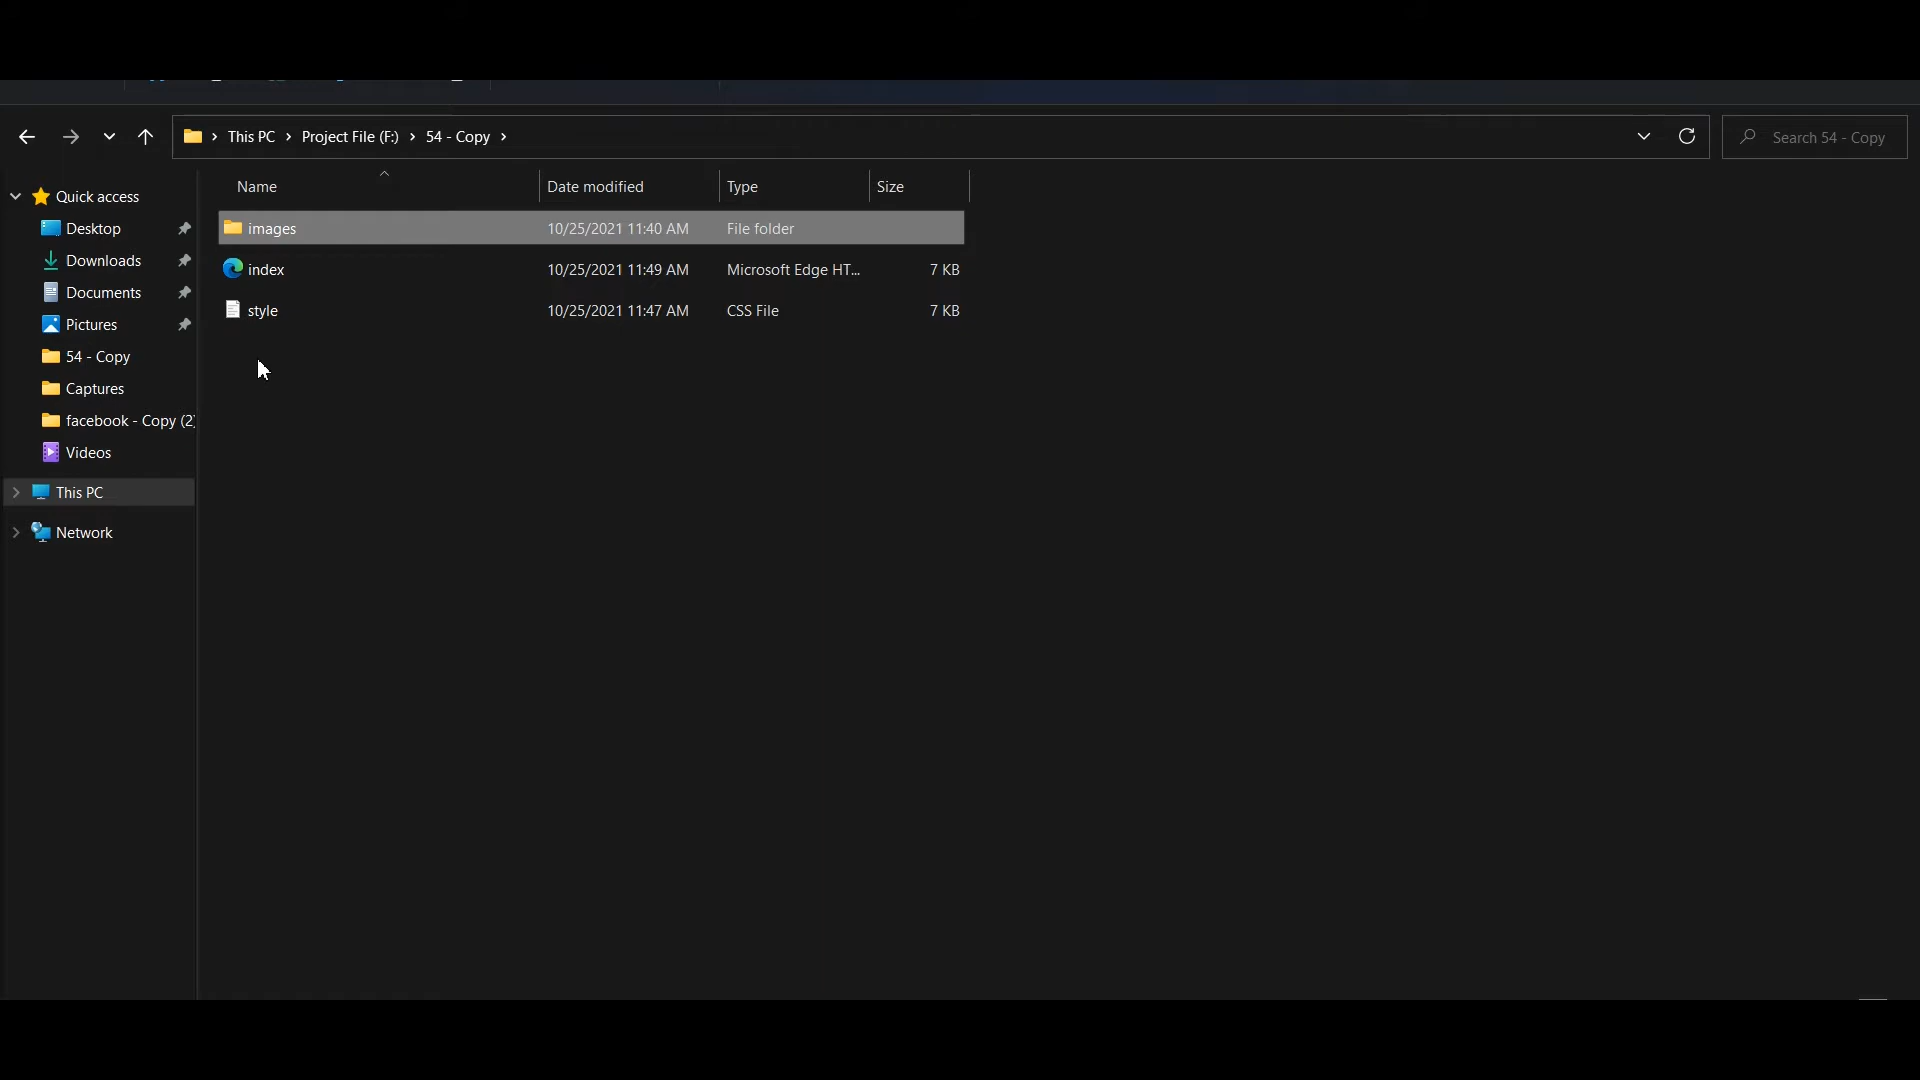 This PC > Project File (F:) > 54 - Copy >
Search 54 - Copy
Name Date modified Type Size
images 10/25/2021 11:40 AM File folder
index 10/25/2021 11:49 AM Microsoft Edge HT... 7 KB
style 10/25/2021 11:47 AM CSS File 7 KB
Quick access
Desktop
Downloads
Documents
Pictures
54 - Copy
Captures
facebook - Copy (2)
Videos
This PC
Network